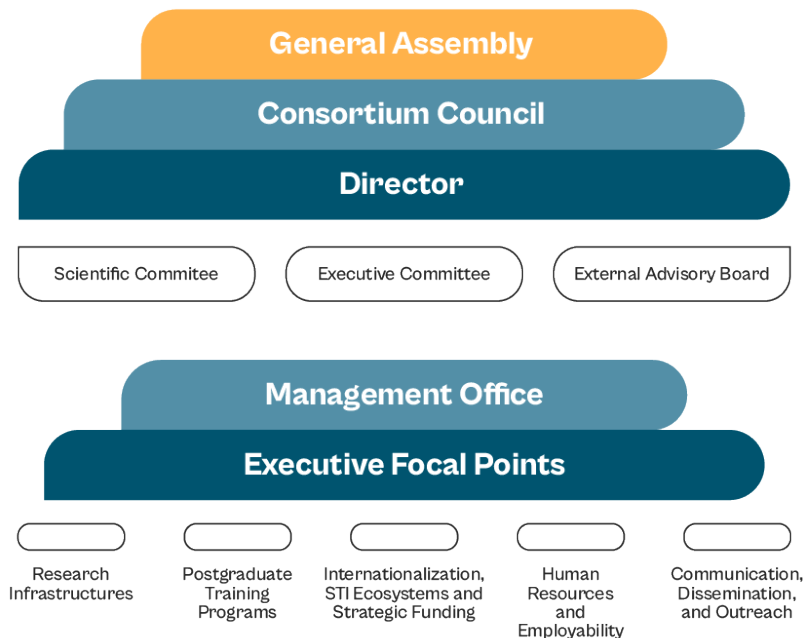 General Assembly
Consortium Council
Director
Scientific Commitee
Executive Committee
External Advisory Board
Management Office
Executive Focal Points
Research
Infrastructures
Postgraduate
Training
Programs
Internationalization,
STI Ecosystems and
Strategic Funding
Human
Resources
and
Employability
Communication,
Dissemination,
and Outreach